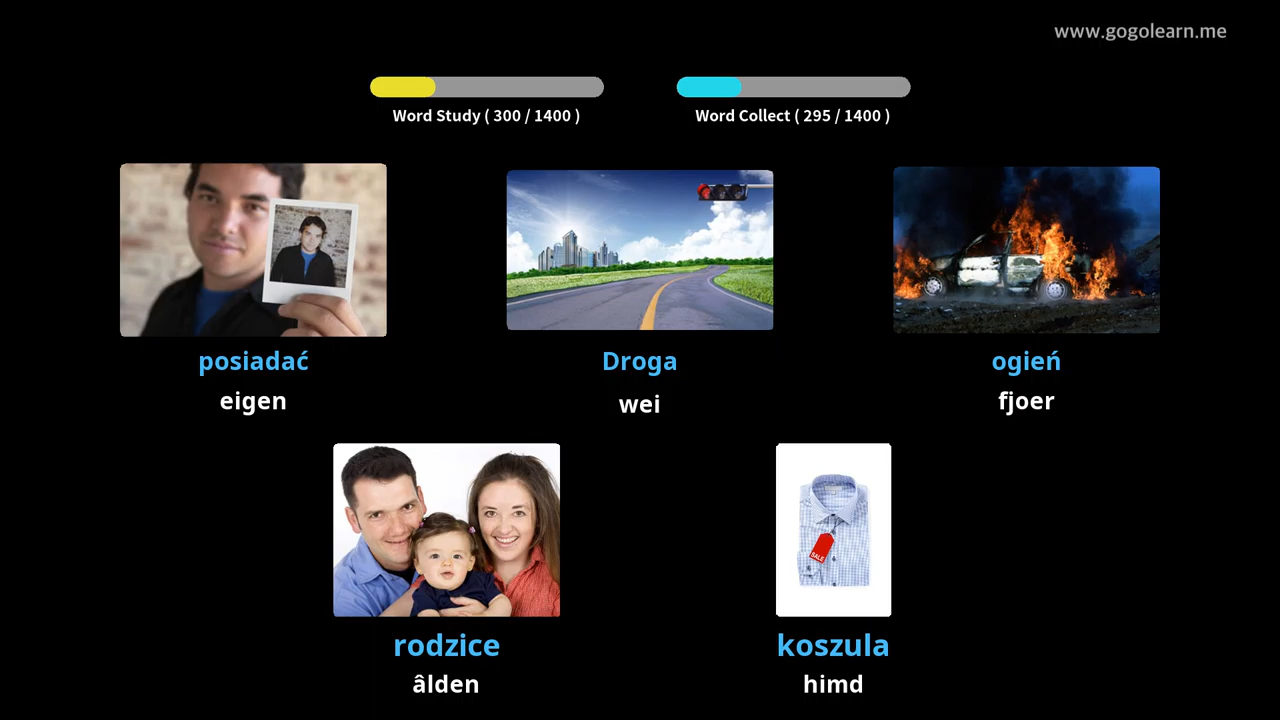 www.gogolearn.me
Word Study ( 300 / 1400 )
Word Collect ( 295 / 1400 )
posiadać
eigen
Droga
wei
ogień
fjoer
SALE
rodzice
âlden
koszula
himd